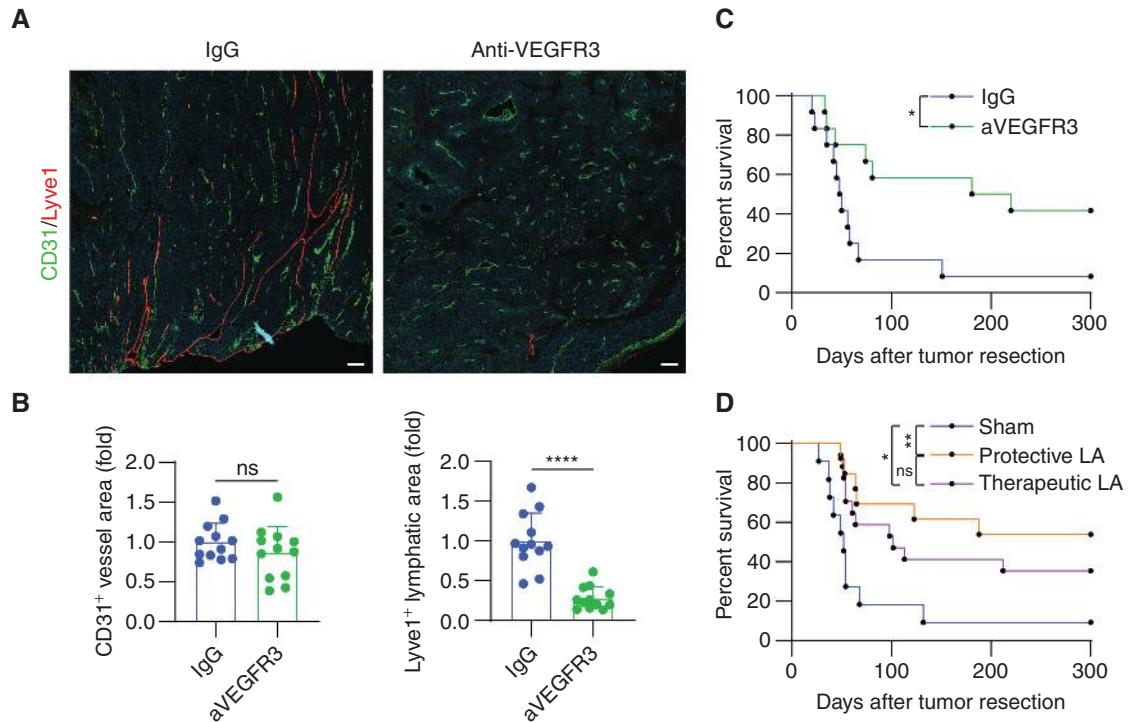 A
IgG
Anti-VEGFR3
CD31/Lyve1
B
CD31+ vessel area (fold)
2.0
1.5
1.0
0.5
0.0
ns
IgG
aVEGFR3
Lyve1+ lymphatic area (fold)
2.0
1.5
1.0
0.5
0.0
****
IgG
aVEGFR3
C
Percent survival
100
80
60
40
20
0
0 100 200 300
Days after tumor resection
* IgG
aVEGFR3
D
Percent survival
100
80
60
40
20
0
0 100 200 300
Days after tumor resection
* ** ns
Sham
Protective LA
Therapeutic LA